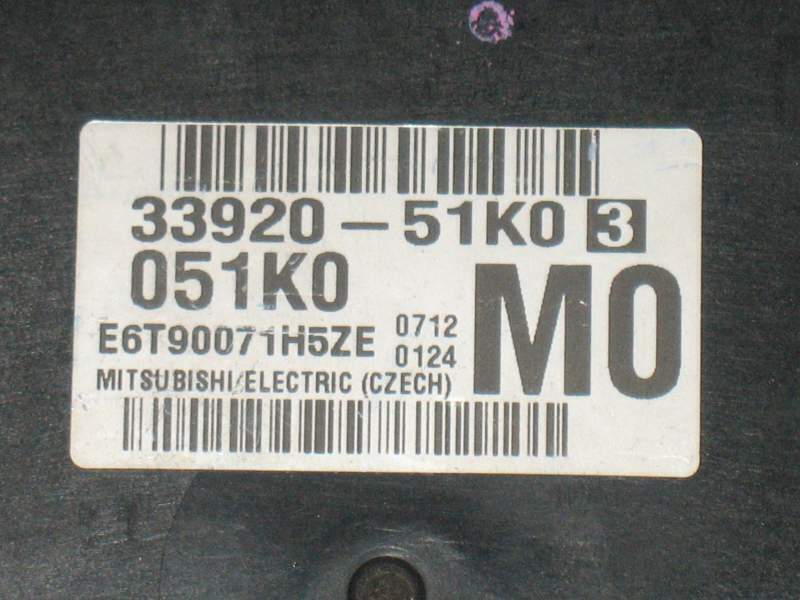 33920-51K0 3
051K0
M0
E6T90071H5ZE 0712
0124
MITSUBISHI ELECTRIC (CZECH)